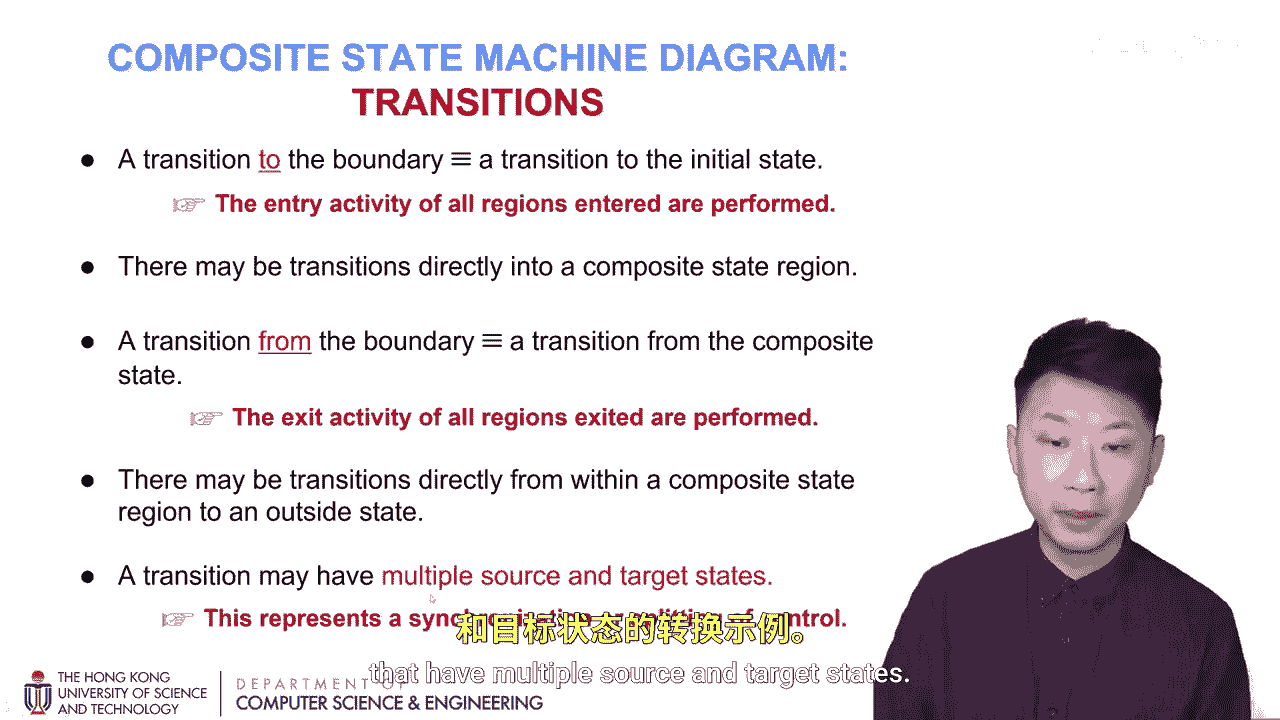 COMPOSITE STATE MACHINE DIAGRAM:
TRANSITIONS
● A transition to the boundary ≡ a transition to the initial state.
☞ The entry activity of all regions entered are performed.
● There may be transitions directly into a composite state region.
● A transition from the boundary ≡ a transition from the composite
state.
☞ The exit activity of all regions exited are performed.
● There may be transitions directly from within a composite state
region to an outside state.
● A transition may have multiple source and target states.
☞ This represents a synchronization or splitting of control.
和目标状态的转换示例。
that have multiple source and target states.
THE HONG KONG
UNIVERSITY OF SCIENCE
AND TECHNOLOGY
DEPARTMENT OF
COMPUTER SCIENCE & ENGINEERING